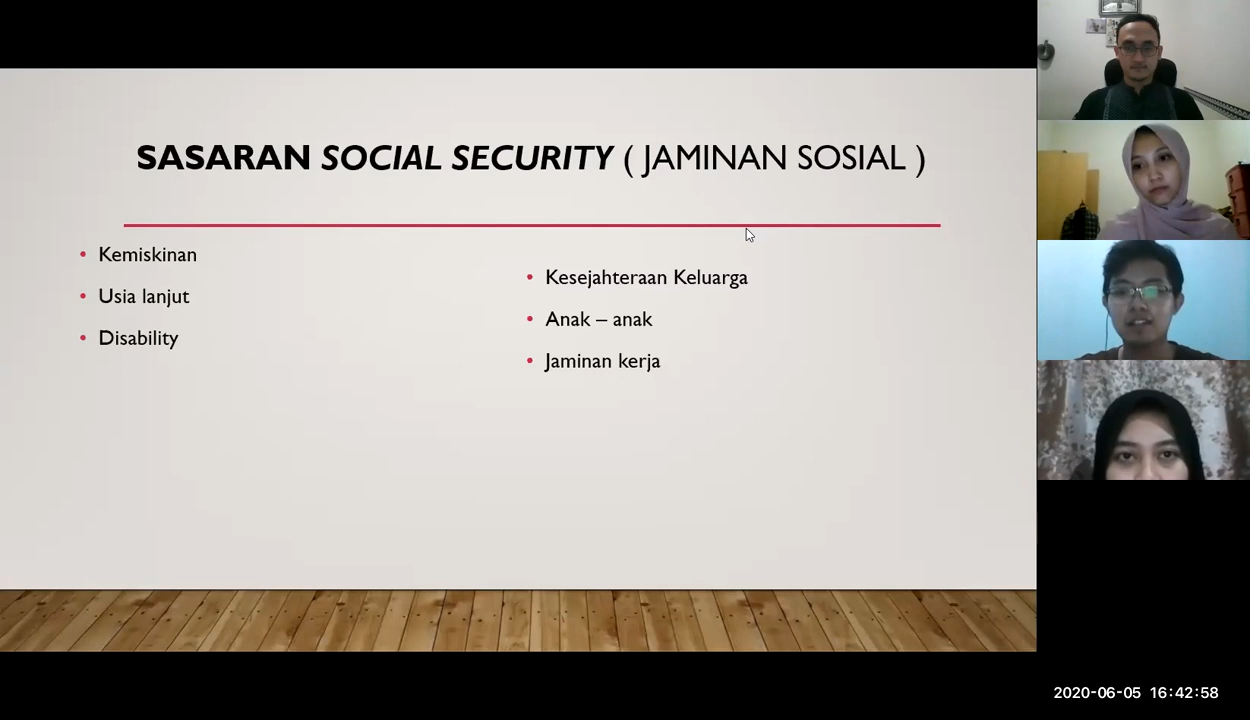 SASARAN SOCIAL SECURITY ( JAMINAN SOSIAL )
• Kemiskinan
• Usia lanjut
• Disability
• Kesejahteraan Keluarga
• Anak – anak
• Jaminan kerja
2020-06-05 16:42:58